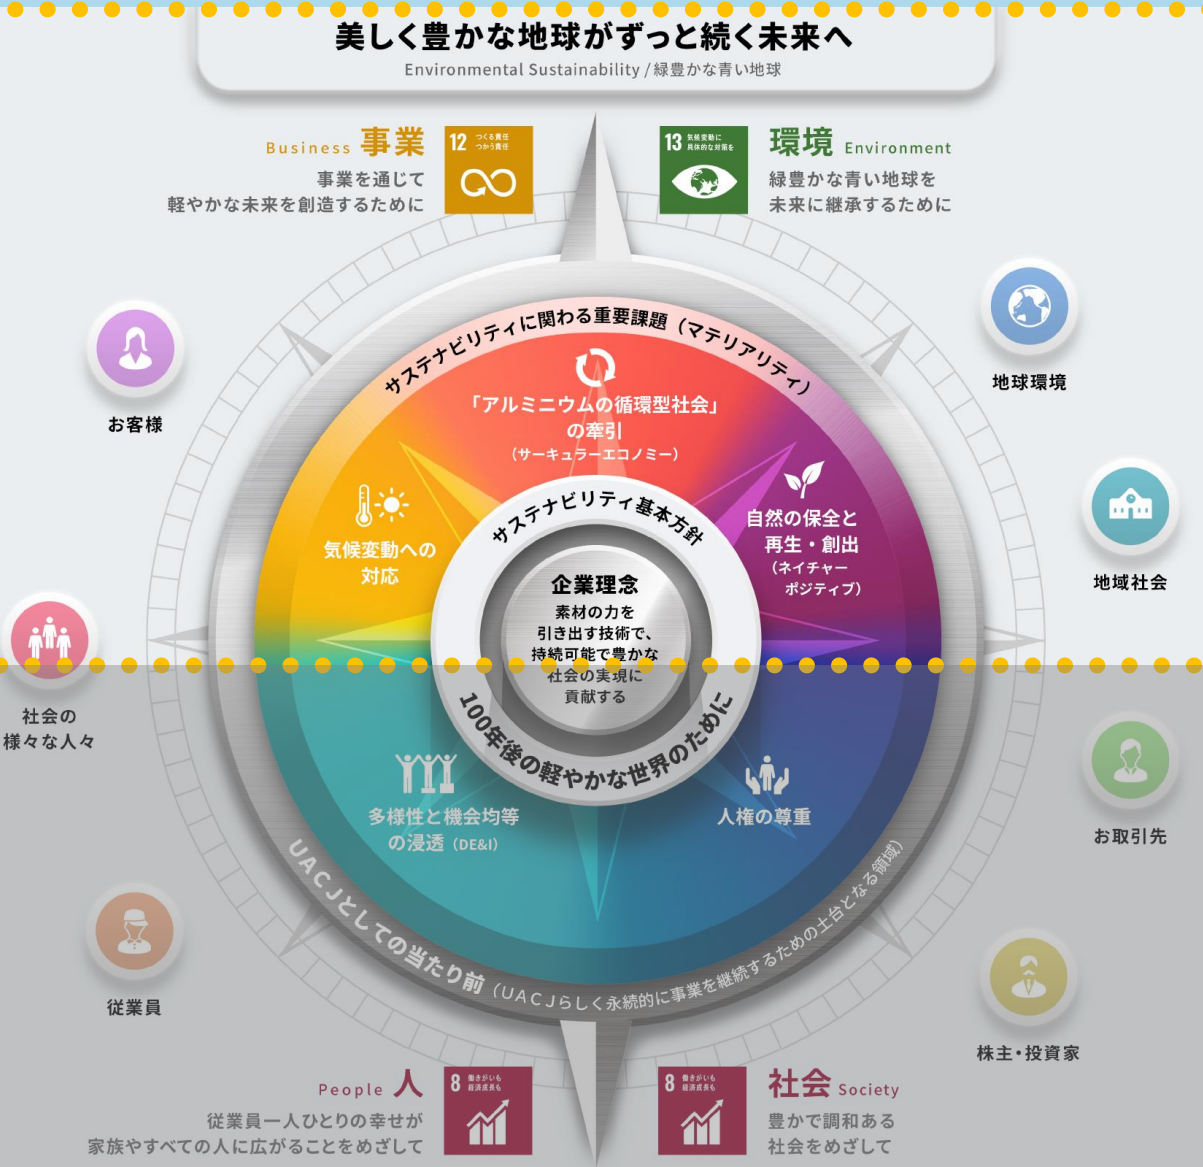 美しく豊かな地球がずっと続く未来へ
Environmental Sustainability /緑豊かな青い地球
Business 事業
事業を通じて
軽やかな未来を創造するために
12 つくる責任
つかう責任
13 気候変動に
具体的な対策を
環境 Environment
緑豊かな青い地球を
未来に継承するために
お客様
地球環境
地域社会
社会の
様々な人々
お取引先
従業員
株主・投資家
サステナビリティに関わる重要課題（マテリアリティ）
「アルミニウムの循環型社会」
の牽引
（サーキュラーエコノミー）
気候変動への
対応
自然の保全と
再生・創出
（ネイチャー
ポジティブ）
サステナビリティ基本方針
企業理念
素材の力を
引き出す技術で、
持続可能で豊かな
社会の実現に
貢献する
100年後の軽やかな世界のために
多様性と機会均等
の浸透（DE&I）
人権の尊重
UACJとしての当たり前（UACJらしく永続的に事業を継続するための土台となる領域）
People 人
従業員一人ひとりの幸せが
家族やすべての人に広がることをめざして
8 働きがいも
経済成長も
8 働きがいも
経済成長も
社会 Society
豊かで調和ある
社会をめざして